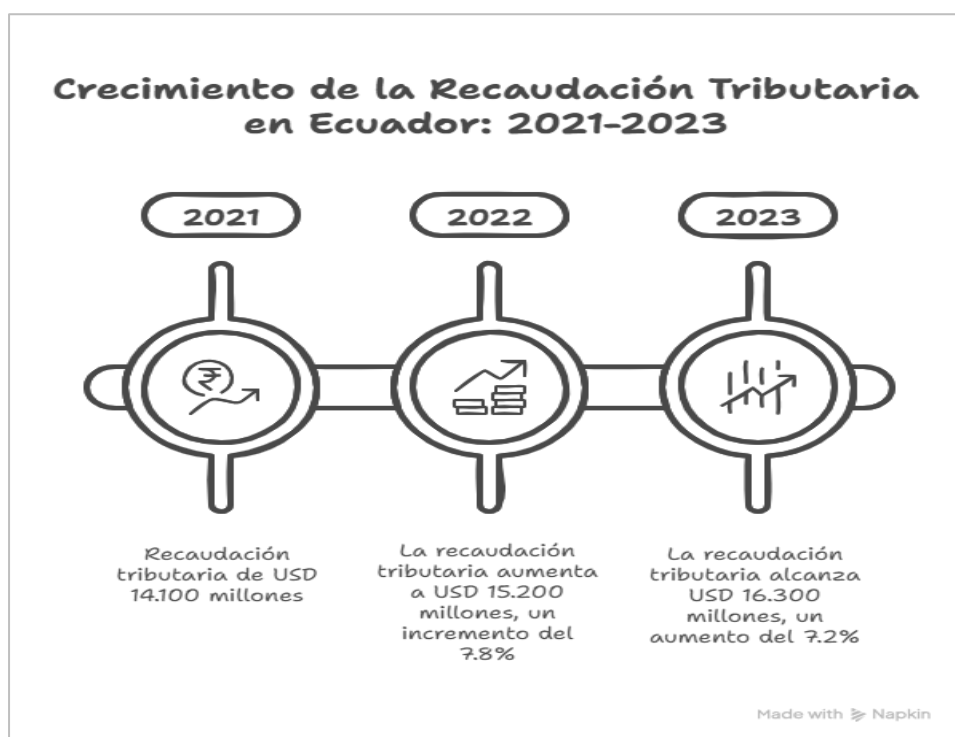 Crecimiento de la Recaudación Tributaria
en Ecuador: 2021-2023
2021
2022
2023
₹
Recaudación
tributaria de USD
14.100 millones
La recaudación
tributaria aumenta
a USD 15.200
millones, un
incremento del
7.8%
La recaudación
tributaria alcanza
USD 16.300
millones, un
aumento del 7.2%
Made with Napkin